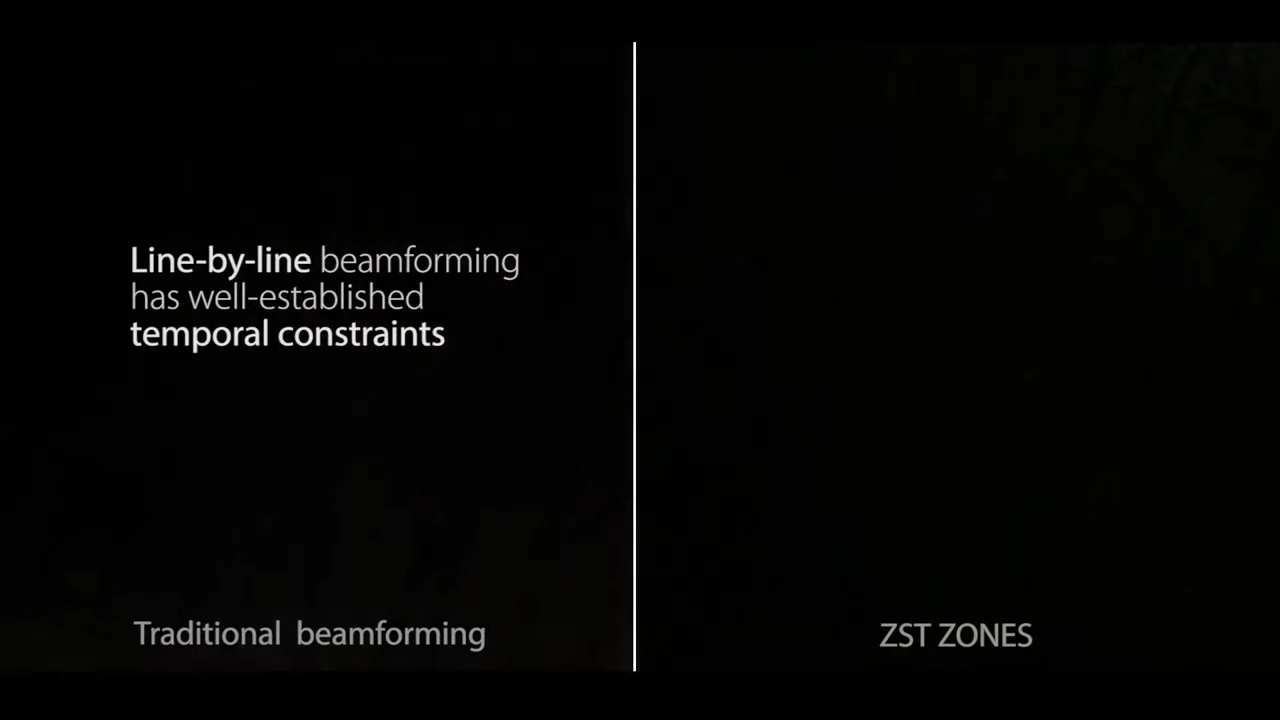 Line-by-line beamforming
has well-established
temporal constraints
Traditional beamforming
ZST ZONES